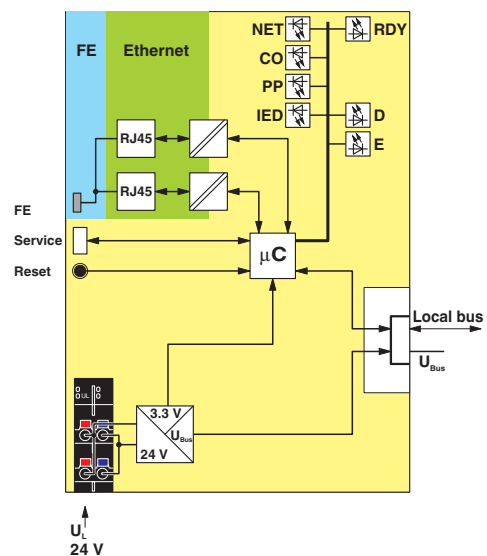 FE
Ethernet
NET
RDY
CO
PP
IED
D
E
RJ45
RJ45
FE
Service
Reset
µC
Local bus
UBus
UL
3.3 V
UBus
24 V
UL
24 V